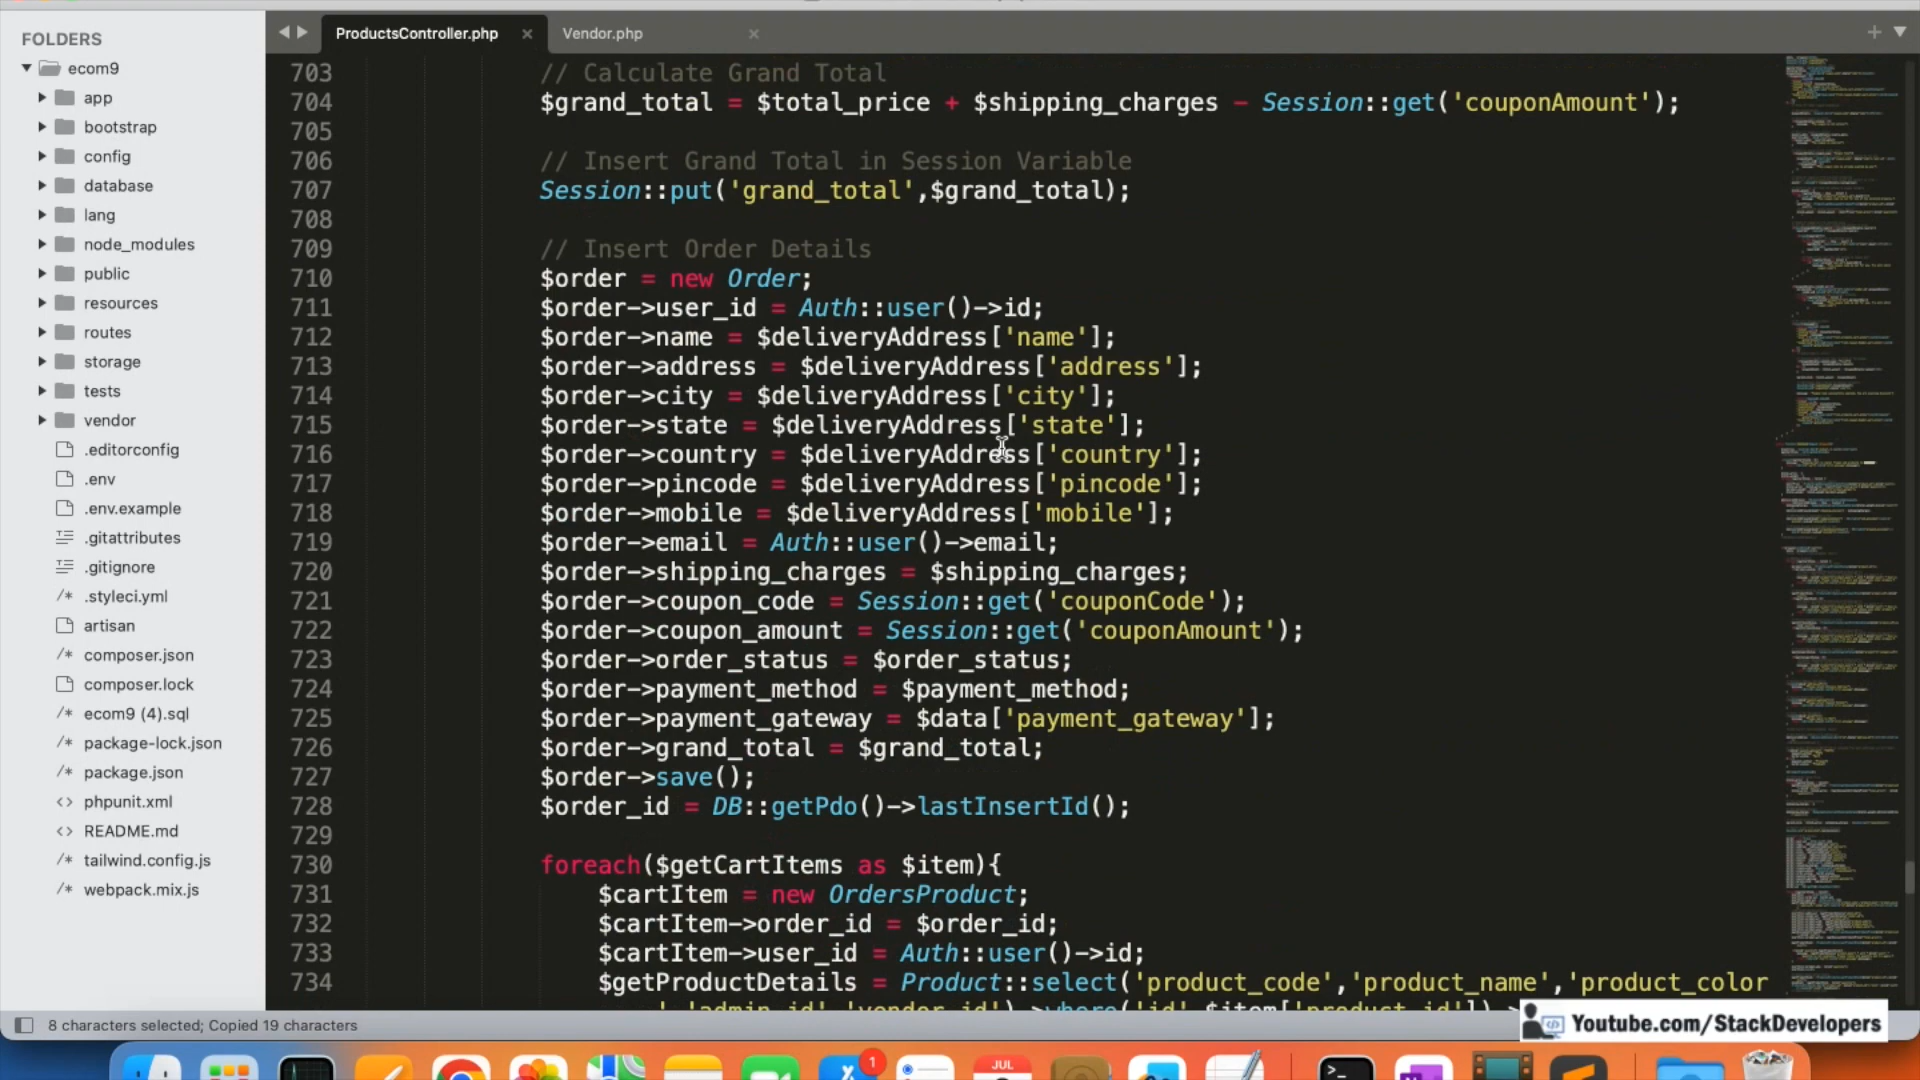 ProductsController.php
Vendor.php
FOLDERS
ecom9
app
bootstrap
config
database
lang
node_modules
public
resources
routes
storage
tests
vendor
.editorconfig
.env
.env.example
.gitattributes
.gitignore
/* .styleci.yml
artisan
/* composer.json
composer.lock
/* ecom9 (4).sql
/* package-lock.json
/* package.json
<> phpunit.xml
<> README.md
/* tailwind.config.js
/* webpack.mix.js
703 // Calculate Grand Total
704 $grand_total = $total_price + $shipping_charges - Session::get('couponAmount');
705
706 // Insert Grand Total in Session Variable
707 Session::put('grand_total',$grand_total);
708
709 // Insert Order Details
710 $order = new Order;
711 $order->user_id = Auth::user()->id;
712 $order->name = $deliveryAddress['name'];
713 $order->address = $deliveryAddress['address'];
714 $order->city = $deliveryAddress['city'];
715 $order->state = $deliveryAddress['state'];
716 $order->country = $deliveryAddress['country'];
717 $order->pincode = $deliveryAddress['pincode'];
718 $order->mobile = $deliveryAddress['mobile'];
719 $order->email = Auth::user()->email;
720 $order->shipping_charges = $shipping_charges;
721 $order->coupon_code = Session::get('couponCode');
722 $order->coupon_amount = Session::get('couponAmount');
723 $order->order_status = $order_status;
724 $order->payment_method = $payment_method;
725 $order->payment_gateway = $data['payment_gateway'];
726 $order->grand_total = $grand_total;
727 $order->save();
728 $order_id = DB::getPdo()->lastInsertId();
729
730 foreach($getCartItems as $item){
731 $cartItem = new OrdersProduct;
732 $cartItem->order_id = $order_id;
733 $cartItem->user_id = Auth::user()->id;
734 $getProductDetails = Product::select('product_code','product_name','product_color
','admin_id','vendor_id')->where('id',$item['product_id'])
8 characters selected; Copied 19 characters
Youtube.com/StackDevelopers
1
JUL